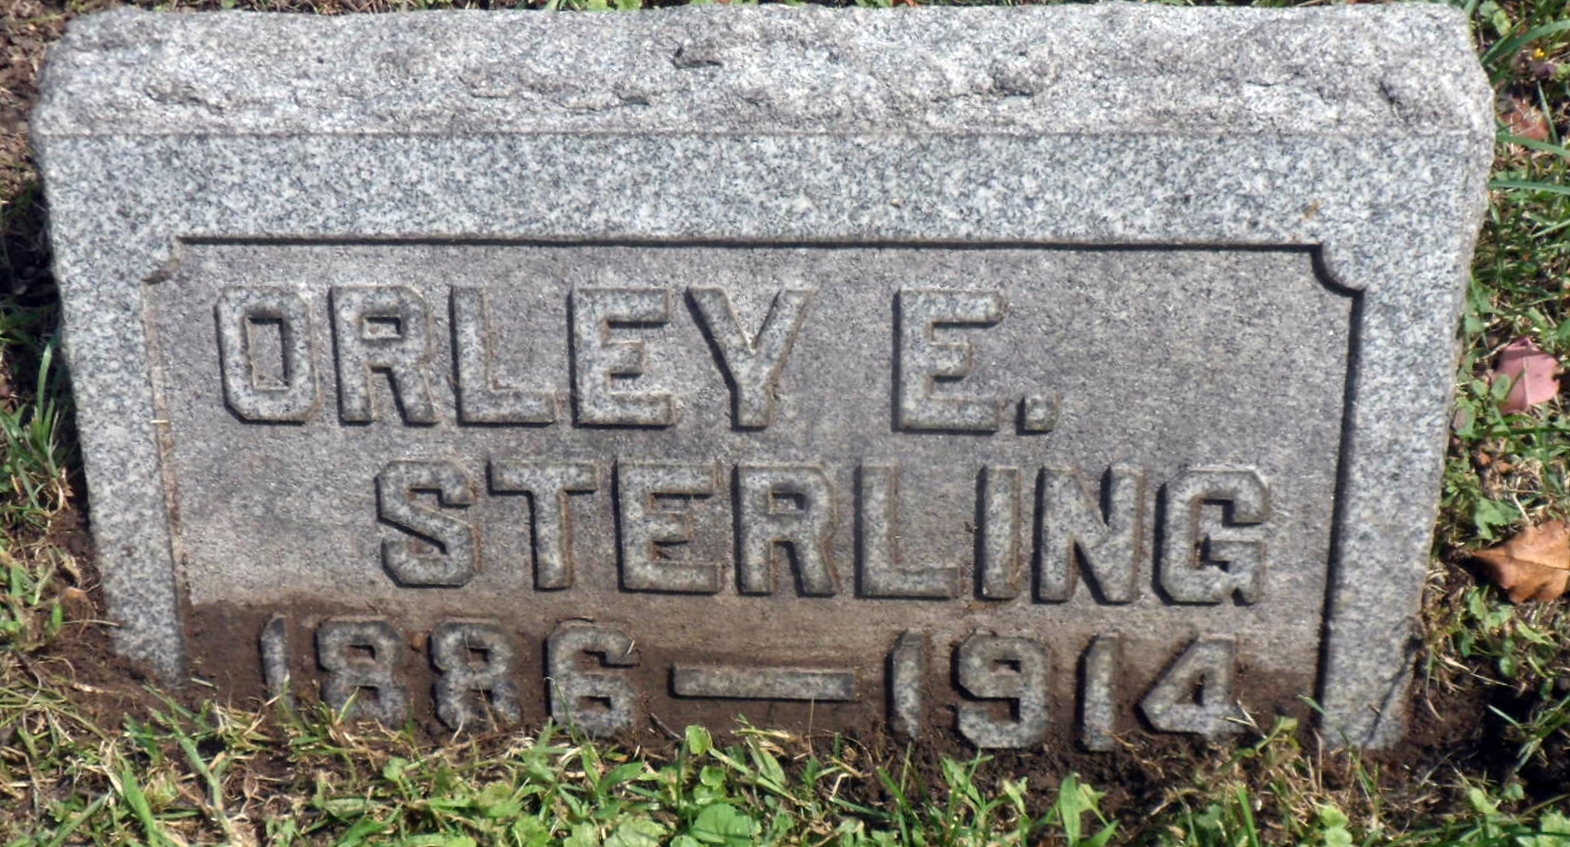 ORLEY E.
STERLING
1886 — 1914